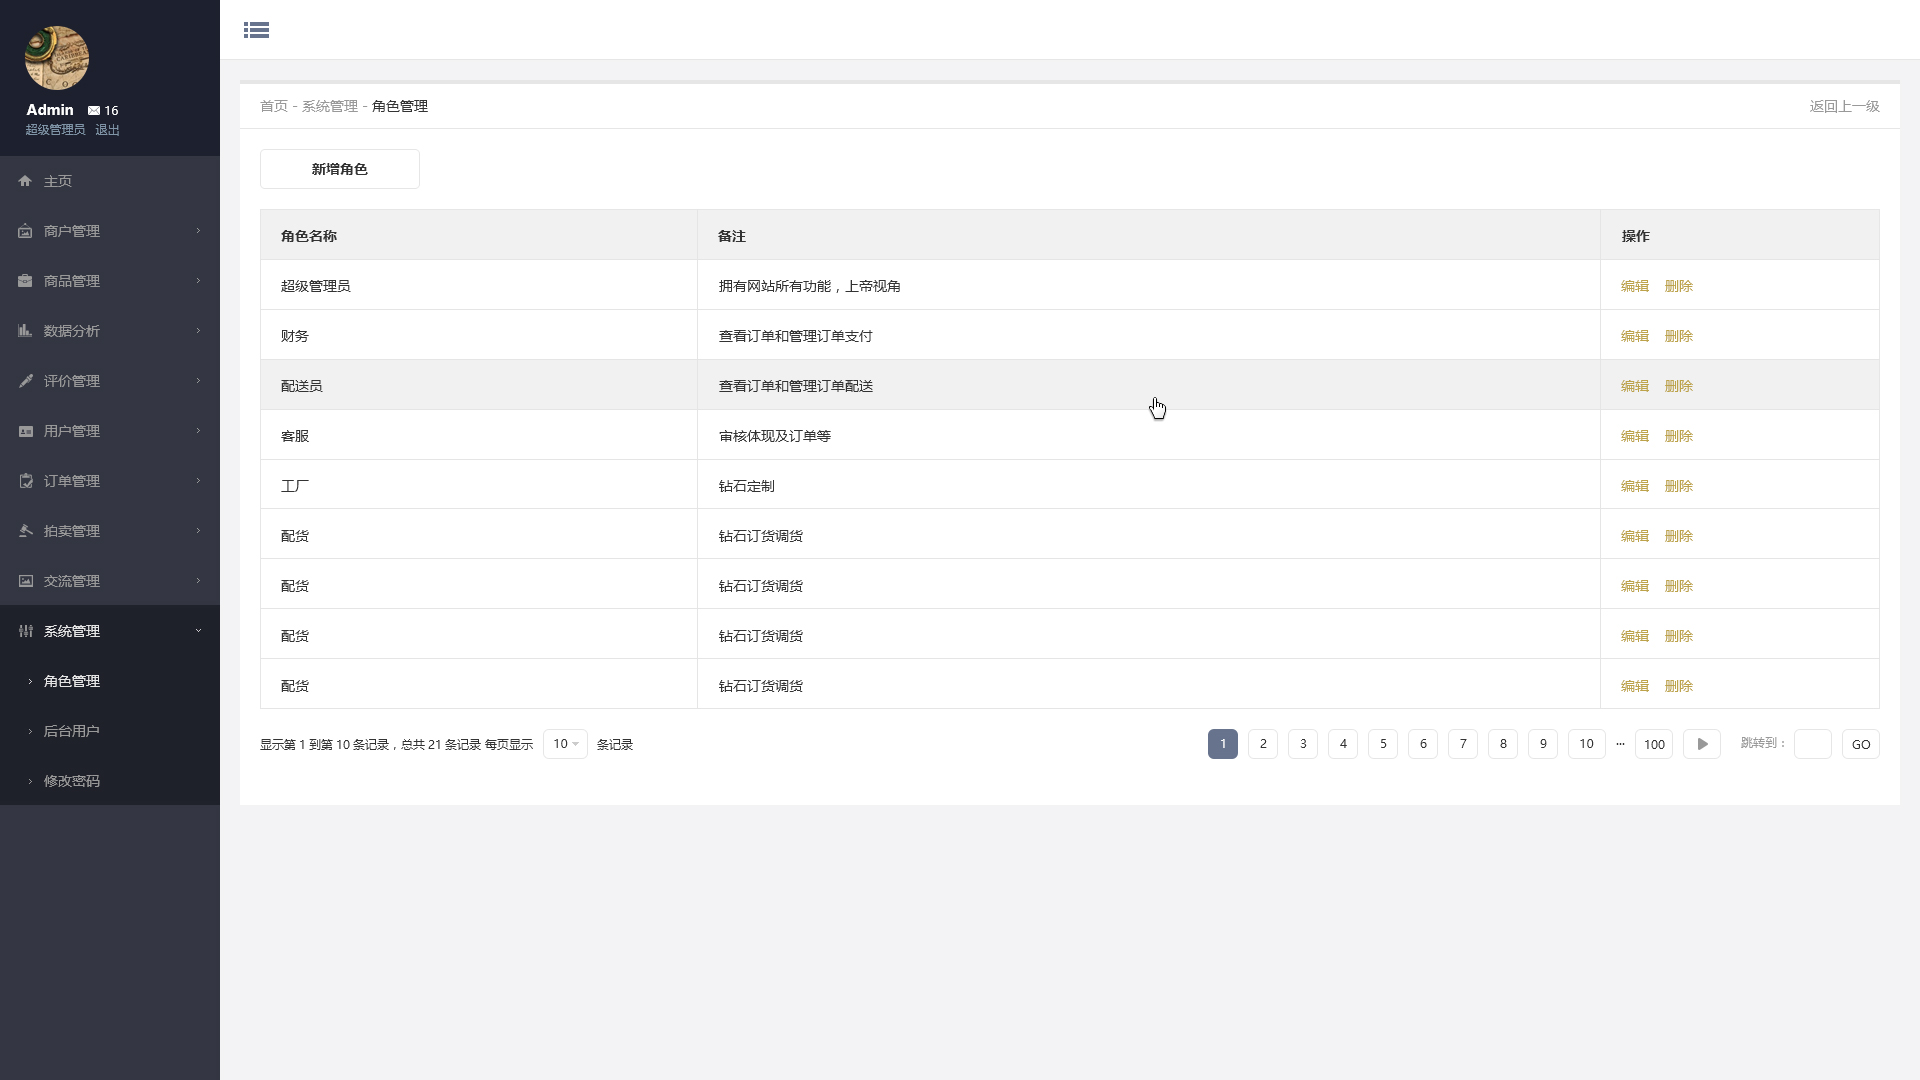 Admin 16
超级管理员 退出
主页
商户管理
商品管理
数据分析
评价管理
用户管理
订单管理
拍卖管理
交流管理
系统管理
角色管理
后台用户
修改密码
首页 - 系统管理 - 角色管理 返回上一级
新增角色
角色名称 备注 操作
超级管理员 拥有网站所有功能，上帝视角 编辑 删除
财务 查看订单和管理订单支付 编辑 删除
配送员 查看订单和管理订单配送 编辑 删除
客服 审核体现及订单等 编辑 删除
工厂 钻石定制 编辑 删除
配货 钻石订货调货 编辑 删除
配货 钻石订货调货 编辑 删除
配货 钻石订货调货 编辑 删除
配货 钻石订货调货 编辑 删除
显示第 1 到第 10 条记录，总共 21 条记录 每页显示 10 条记录 1 2 3 4 5 6 7 8 9 10 ... 100 跳转到： GO